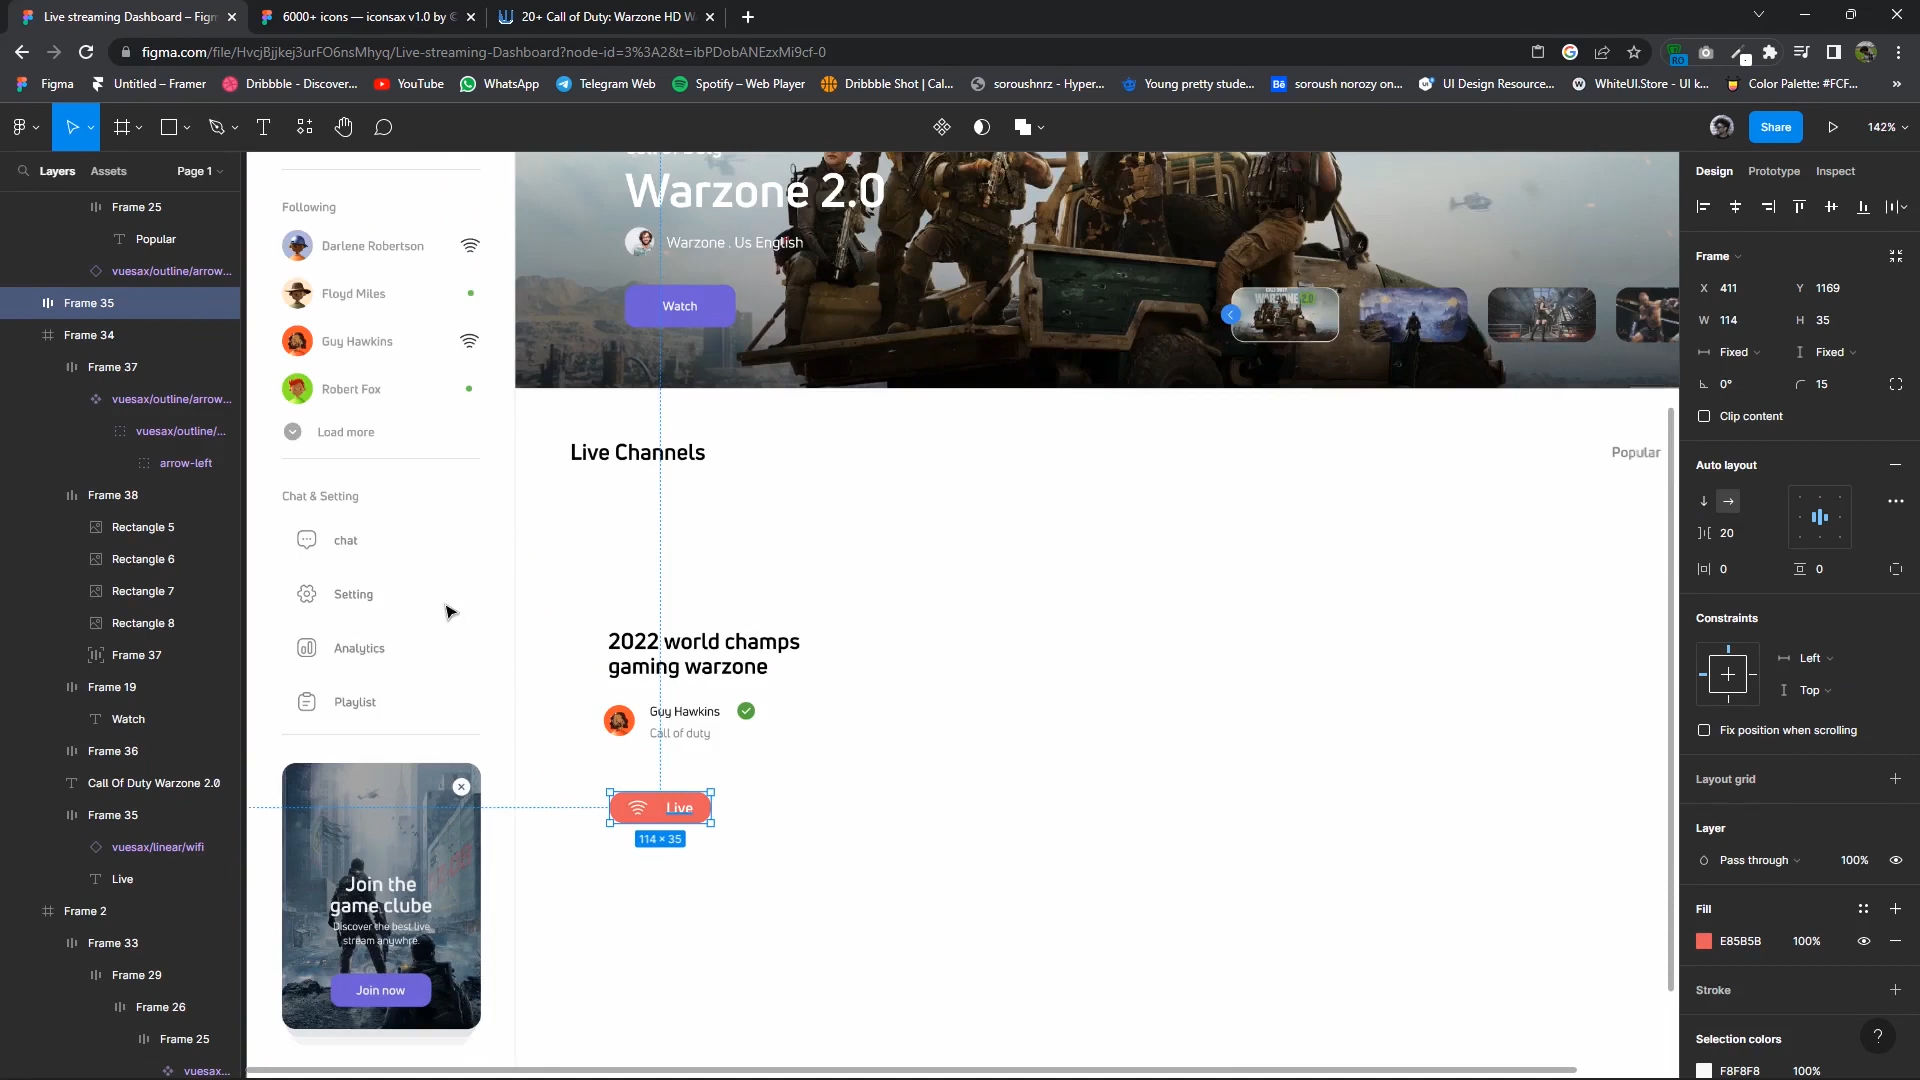 Live streaming Dashboard – Figm
6000+ icons — iconsax v1.0 by ©
20+ Call of Duty: Warzone HD W
figma.com/file/HvcjBjjkej3urFO6nsMhyq/Live-streaming-Dashboard?node-id=3%3A2&t=ibPDobANEzxMi9cf-0
RO
Figma
Untitled – Framer
Dribbble - Discover...
YouTube
WhatsApp
Telegram Web
Spotify – Web Player
Dribbble Shot | Cal...
soroushnrz - Hyper...
Young pretty stude...
Bē
soroush norozy on...
UI Design Resource...
WhiteUI.Store - UI k...
Color Palette: #FCF...
Share
142%
Layers
Assets
Page 1
Frame 25
Popular
vuesax/outline/arrow...
Frame 35
Frame 34
Frame 37
vuesax/outline/arrow...
vuesax/outline/...
arrow-left
Frame 38
Rectangle 5
Rectangle 6
Rectangle 7
Rectangle 8
Frame 37
Frame 19
Watch
Frame 36
Call Of Duty Warzone 2.0
Frame 35
vuesax/linear/wifi
Live
Frame 2
Frame 33
Frame 29
Frame 26
Frame 25
vuesax...
Following
Darlene Robertson
Floyd Miles
Guy Hawkins
Robert Fox
Load more
Chat & Setting
chat
Setting
Analytics
Playlist
Join the
game clube
Discover the best live
stream anywhre.
Join now
Warzone 2.0
Warzone . Us English
Watch
WARZONE 2.0
Live Channels
Popular
2022 world champs
gaming warzone
Guy Hawkins
Call of duty
Live
114 × 35
Design
Prototype
Inspect
Frame
X 411
Y 1169
W 114
H 35
Fixed
Fixed
0°
15
Clip content
Auto layout
20
0
0
Constraints
Left
Top
Fix position when scrolling
Layout grid
Layer
Pass through
100%
Fill
E85B5B
100%
Stroke
?
Selection colors
F8F8F8
100%